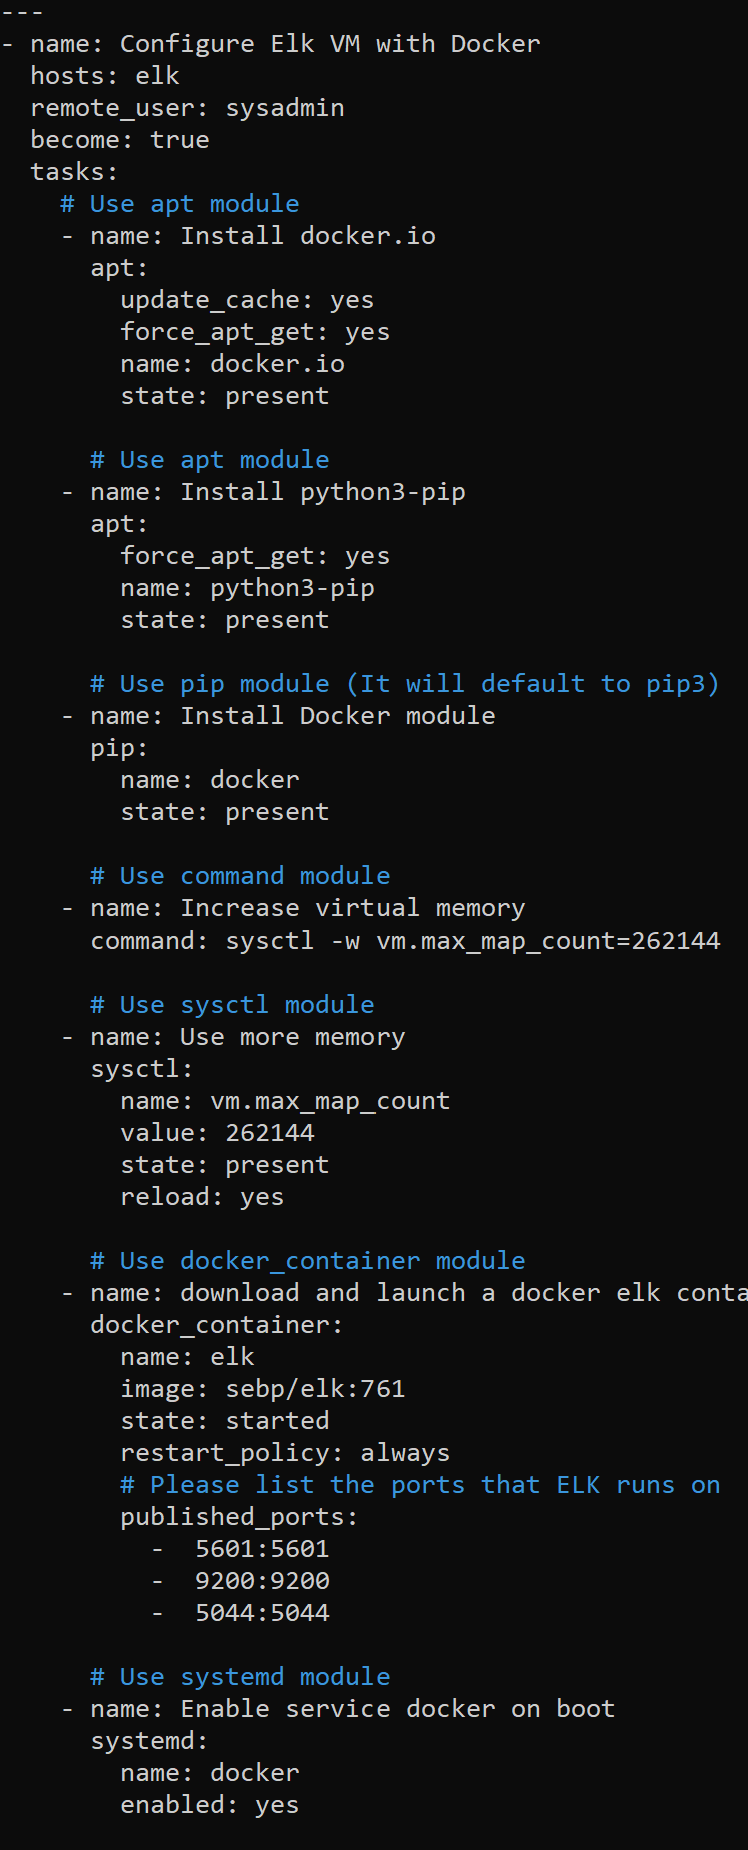 ---
- name: Configure Elk VM with Docker
  hosts: elk
  remote_user: sysadmin
  become: true
  tasks:
    # Use apt module
    - name: Install docker.io
      apt:
        update_cache: yes
        force_apt_get: yes
        name: docker.io
        state: present

      # Use apt module
    - name: Install python3-pip
      apt:
        force_apt_get: yes
        name: python3-pip
        state: present

      # Use pip module (It will default to pip3)
    - name: Install Docker module
      pip:
        name: docker
        state: present

      # Use command module
    - name: Increase virtual memory
      command: sysctl -w vm.max_map_count=262144

      # Use sysctl module
    - name: Use more memory
      sysctl:
        name: vm.max_map_count
        value: 262144
        state: present
        reload: yes

      # Use docker_container module
    - name: download and launch a docker elk conta
      docker_container:
        name: elk
        image: sebp/elk:761
        state: started
        restart_policy: always
        # Please list the ports that ELK runs on
        published_ports:
          -  5601:5601
          -  9200:9200
          -  5044:5044

      # Use systemd module
    - name: Enable service docker on boot
      systemd:
        name: docker
        enabled: yes